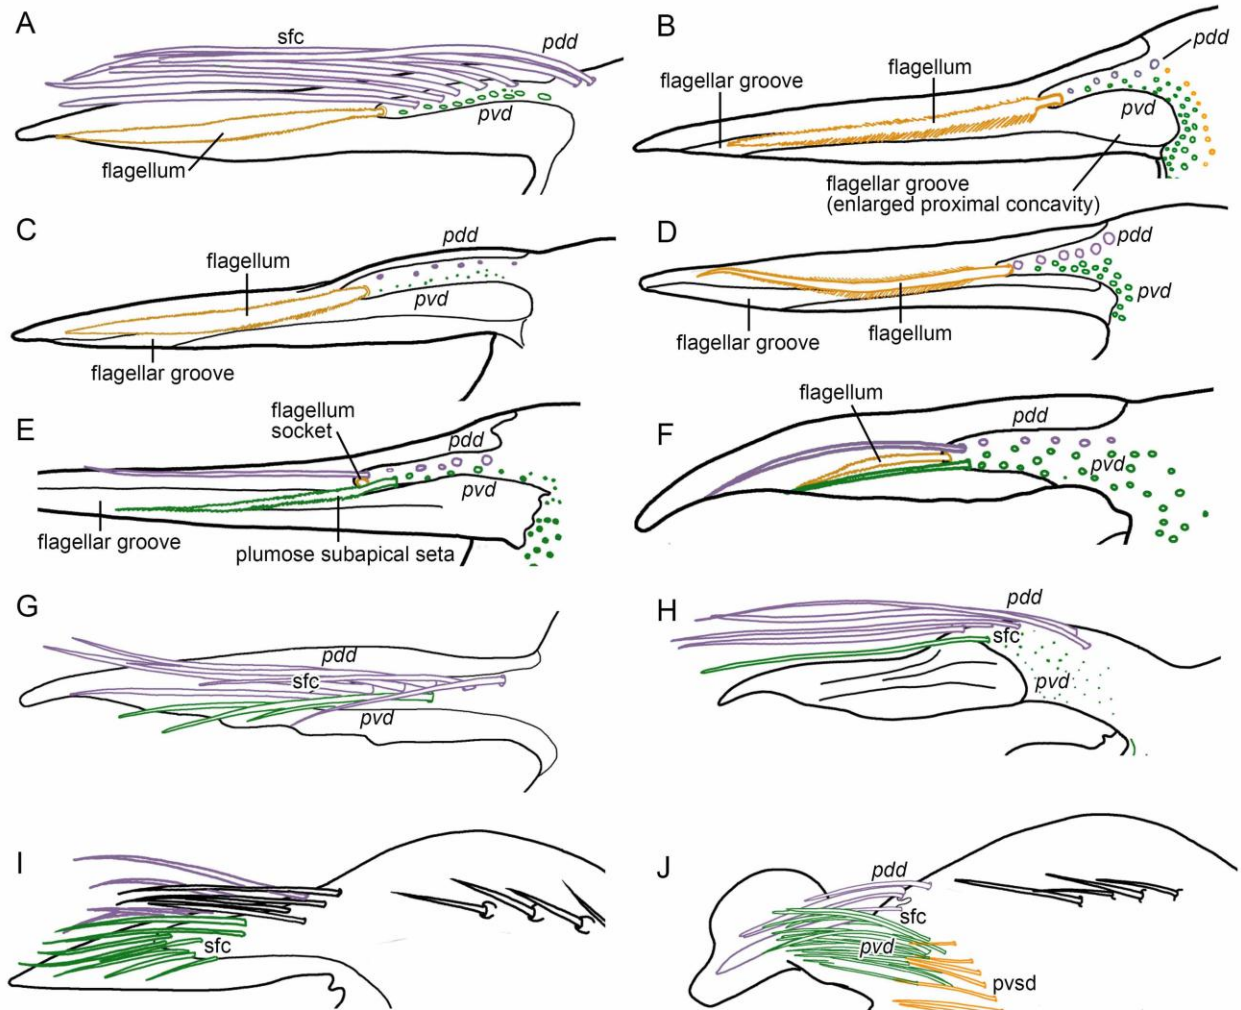 A
sfc
pdd
pvd
flagellum
B
pdd
flagellar groove
flagellum
pvd
flagellar groove
(enlarged proximal concavity)
C
pdd
flagellum
pvd
flagellar groove
D
pdd
pvd
flagellar groove
flagellum
E
flagellum
socket
pdd
pvd
flagellar groove
plumose subapical seta
F
flagellum
pdd
pvd
G
pdd
sfc
pvd
H
pdd
sfc
pvd
I
sfc
J
pdd
sfc
pvd
pvsd